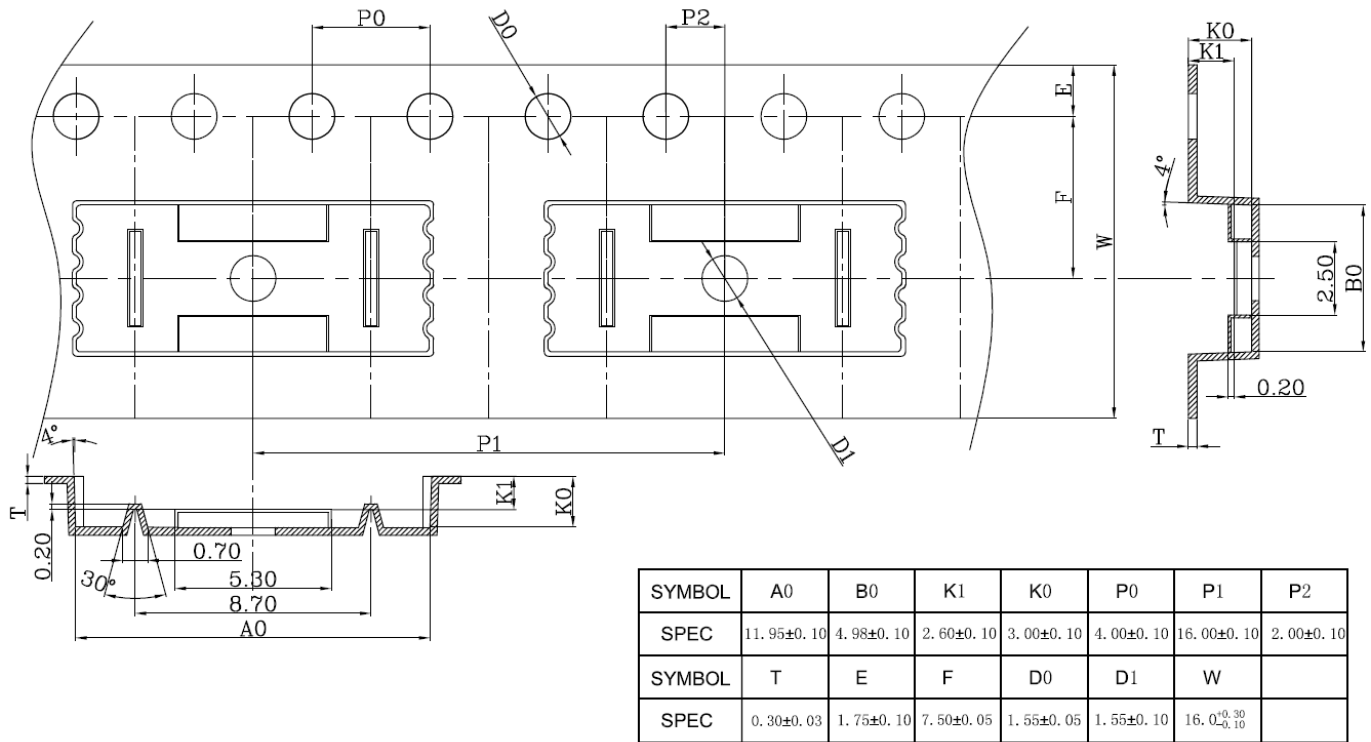 P0
D0
P2
K0
K1
E
F
W
4°
2.50
B0
0.20
T
P1
D1
4°
T
K1
K0
0.20
0.70
30°
5.30
8.70
A0
SYMBOL A0 B0 K1 K0 P0 P1 P2
SPEC 11.95±0.10 4.98±0.10 2.60±0.10 3.00±0.10 4.00±0.10 16.00±0.10 2.00±0.10
SYMBOL T E F D0 D1 W
SPEC 0.30±0.03 1.75±0.10 7.50±0.05 1.55±0.05 1.55±0.10 16.0+0.30 -0.10